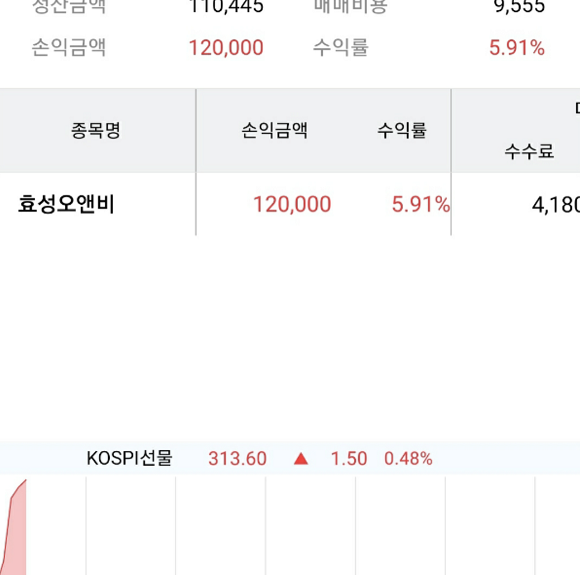 정산금액 110,445 매매비용 9,555
손익금액 120,000 수익률 5.91%
종목명 손익금액 수익률 수수료
효성오앤비 120,000 5.91% 4,180
KOSPI선물 313.60 ▲ 1.50 0.48%